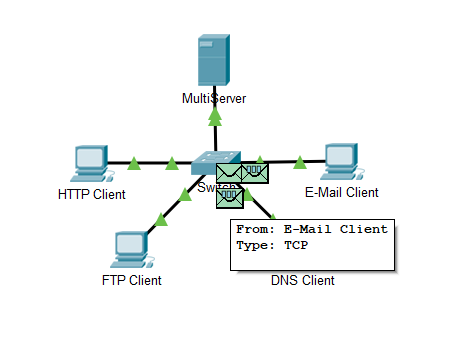 MultiServer
HTTP Client
Switch
E-Mail Client
From: E-Mail Client
Type: TCP
FTP Client
DNS Client